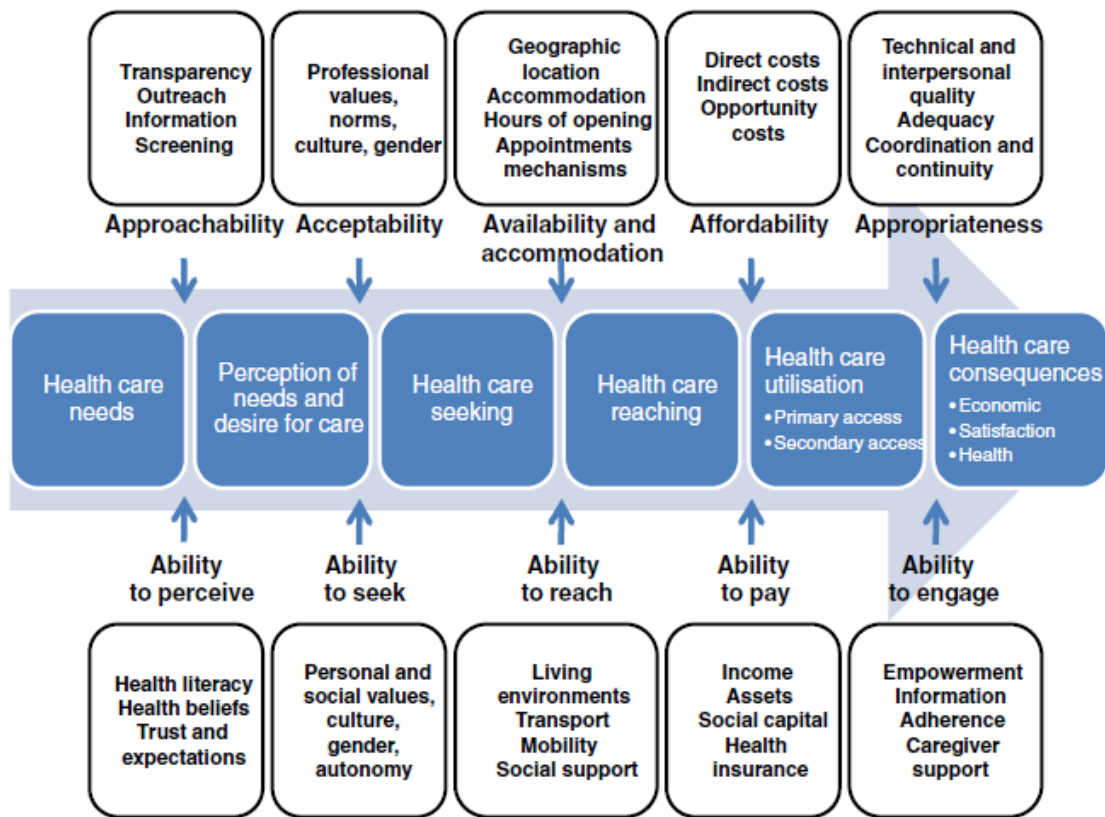 Transparency
Outreach
Information
Screening
Professional
values,
norms,
culture, gender
Geographic
location
Accommodation
Hours of opening
Appointments
mechanisms
Direct costs
Indirect costs
Opportunity
costs
Technical and
interpersonal
quality
Adequacy
Coordination and
continuity
Approachability
Acceptability
Availability and
accommodation
Affordability
Appropriateness
Health care
needs
Perception of
needs and
desire for care
Health care
seeking
Health care
reaching
Health care
utilisation
•Primary access
•Secondary access
Health care
consequences
•Economic
•Satisfaction
•Health
Ability
to perceive
Ability
to seek
Ability
to reach
Ability
to pay
Ability
to engage
Health literacy
Health beliefs
Trust and
expectations
Personal and
social values,
culture,
gender,
autonomy
Living
environments
Transport
Mobility
Social support
Income
Assets
Social capital
Health
insurance
Empowerment
Information
Adherence
Caregiver
support